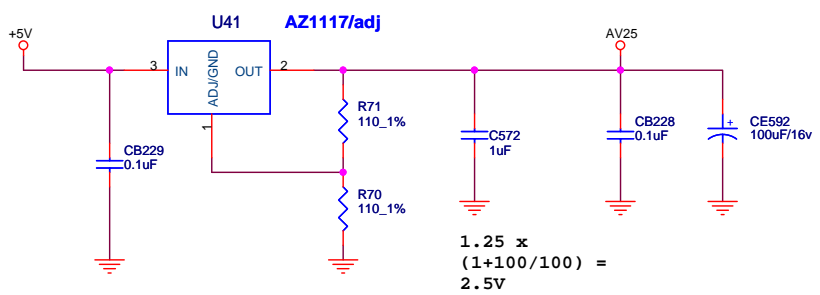 U41
AZ1117/adj
+5V
AV25
3
IN
OUT
2
ADJ/GND
1
R71
110_1%
CB229
0.1uF
C572
1uF
CB228
0.1uF
+
CE592
100uF/16v
R70
110_1%
1.25 x
(1+100/100) =
2.5V